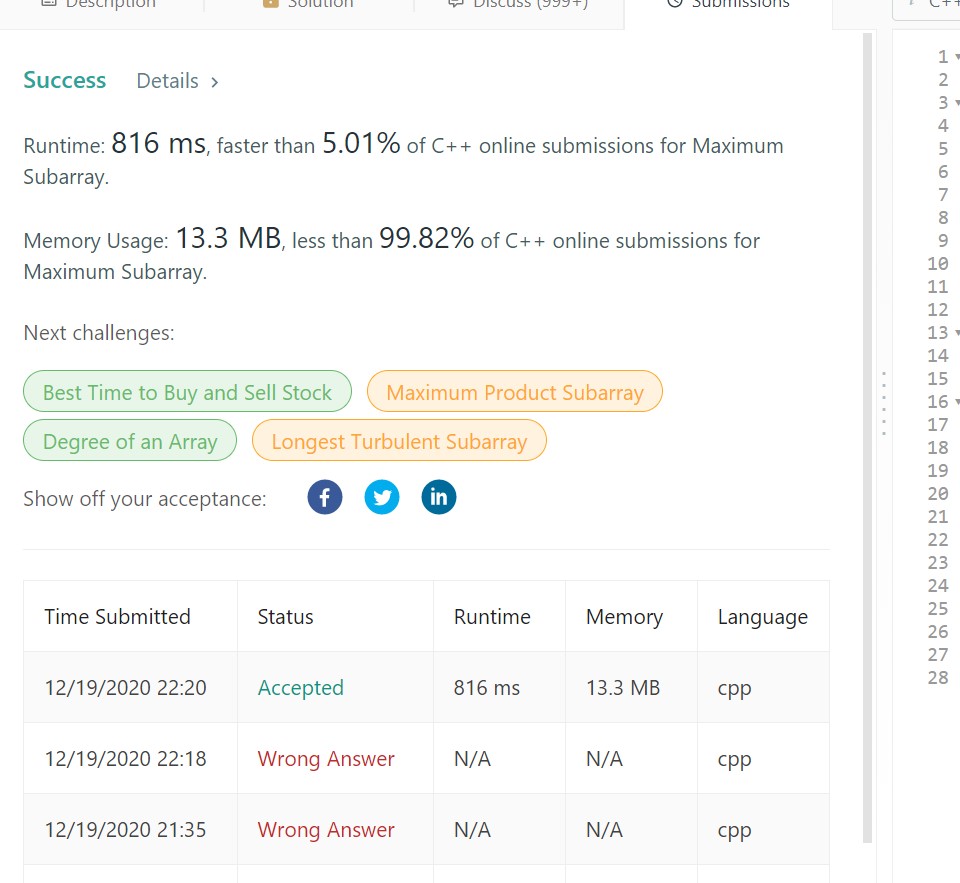 Description
Solution
Discuss (999+)
Submissions
C++
Success Details >
Runtime: 816 ms, faster than 5.01% of C++ online submissions for Maximum
Subarray.
Memory Usage: 13.3 MB, less than 99.82% of C++ online submissions for
Maximum Subarray.
Next challenges:
Best Time to Buy and Sell Stock
Maximum Product Subarray
Degree of an Array
Longest Turbulent Subarray
Show off your acceptance:
f
in
Time Submitted Status Runtime Memory Language
12/19/2020 22:20 Accepted 816 ms 13.3 MB cpp
12/19/2020 22:18 Wrong Answer N/A N/A cpp
12/19/2020 21:35 Wrong Answer N/A N/A cpp
1
2
3
4
5
6
7
8
9
10
11
12
13
14
15
16
17
18
19
20
21
22
23
24
25
26
27
28